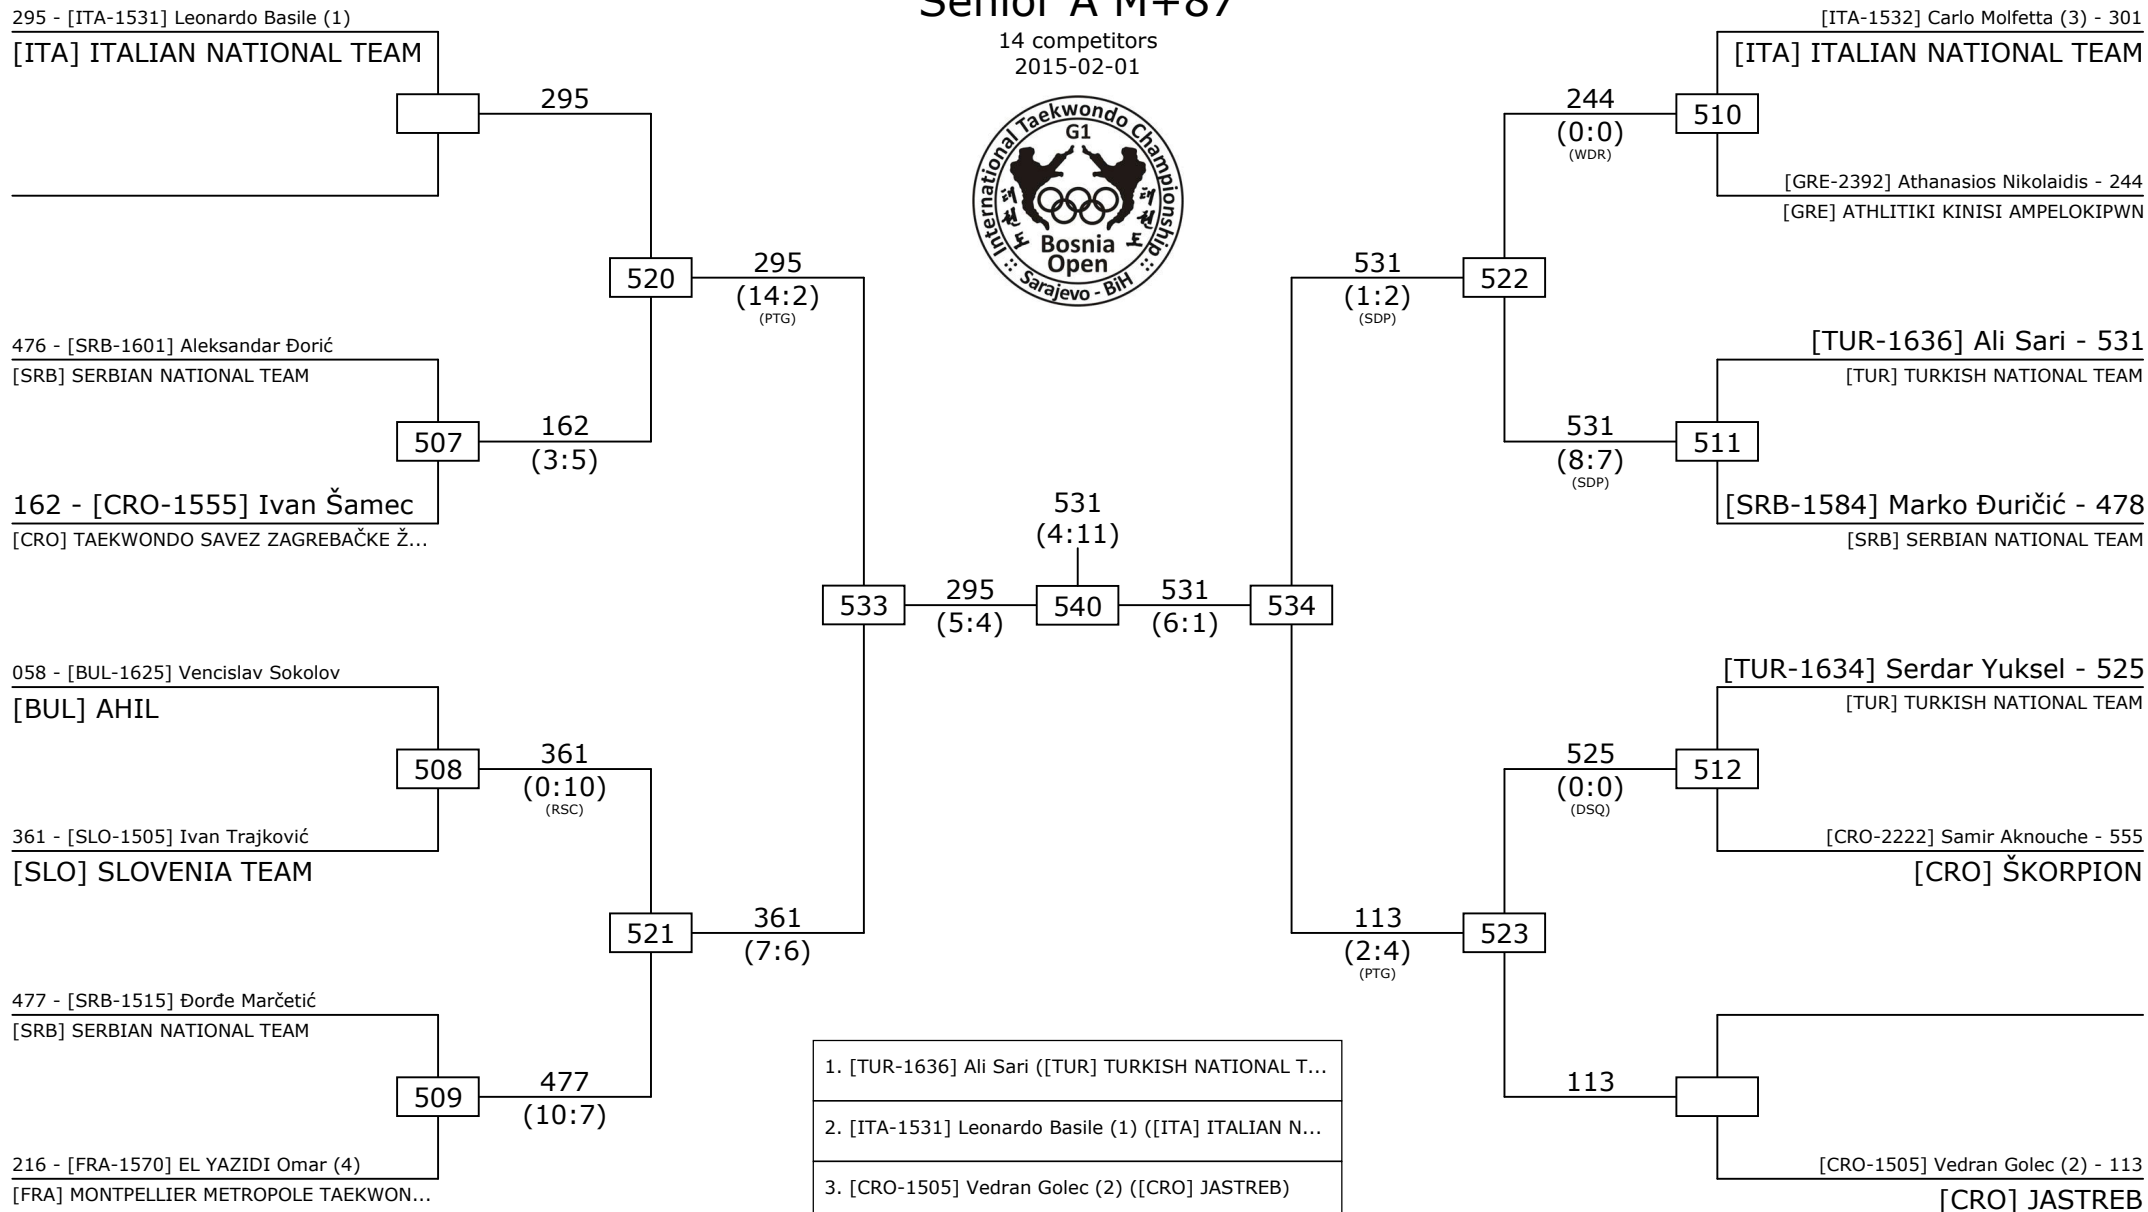 Senior A M+87
14 competitors
2015-02-01
International Taekwondo Championship
G1
Bosnia
Open
:: Sarajevo - BiH ::
295 - [ITA-1531] Leonardo Basile (1)
[ITA] ITALIAN NATIONAL TEAM
295
520
295
(14:2)
(PTG)
476 - [SRB-1601] Aleksandar Đorić
[SRB] SERBIAN NATIONAL TEAM
507
162
(3:5)
162 - [CRO-1555] Ivan Šamec
[CRO] TAEKWONDO SAVEZ ZAGREBAČKE Ž...
533
295
(5:4)
058 - [BUL-1625] Vencislav Sokolov
[BUL] AHIL
508
361
(0:10)
(RSC)
361 - [SLO-1505] Ivan Trajković
[SLO] SLOVENIA TEAM
521
361
(7:6)
477 - [SRB-1515] Đorđe Marčetić
[SRB] SERBIAN NATIONAL TEAM
509
477
(10:7)
216 - [FRA-1570] EL YAZIDI Omar (4)
[FRA] MONTPELLIER METROPOLE TAEKWON...
531
(4:11)
540
[ITA-1532] Carlo Molfetta (3) - 301
[ITA] ITALIAN NATIONAL TEAM
244
(0:0)
(WDR)
510
[GRE-2392] Athanasios Nikolaidis - 244
[GRE] ATHLITIKI KINISI AMPELOKIPWN
531
(1:2)
(SDP)
522
[TUR-1636] Ali Sari - 531
[TUR] TURKISH NATIONAL TEAM
531
(8:7)
(SDP)
511
[SRB-1584] Marko Đuričić - 478
[SRB] SERBIAN NATIONAL TEAM
531
(6:1)
534
[TUR-1634] Serdar Yuksel - 525
[TUR] TURKISH NATIONAL TEAM
525
(0:0)
(DSQ)
512
[CRO-2222] Samir Aknouche - 555
[CRO] ŠKORPION
113
(2:4)
(PTG)
523
113
[CRO-1505] Vedran Golec (2) - 113
[CRO] JASTREB
1. [TUR-1636] Ali Sari ([TUR] TURKISH NATIONAL T...
2. [ITA-1531] Leonardo Basile (1) ([ITA] ITALIAN N...
3. [CRO-1505] Vedran Golec (2) ([CRO] JASTREB)